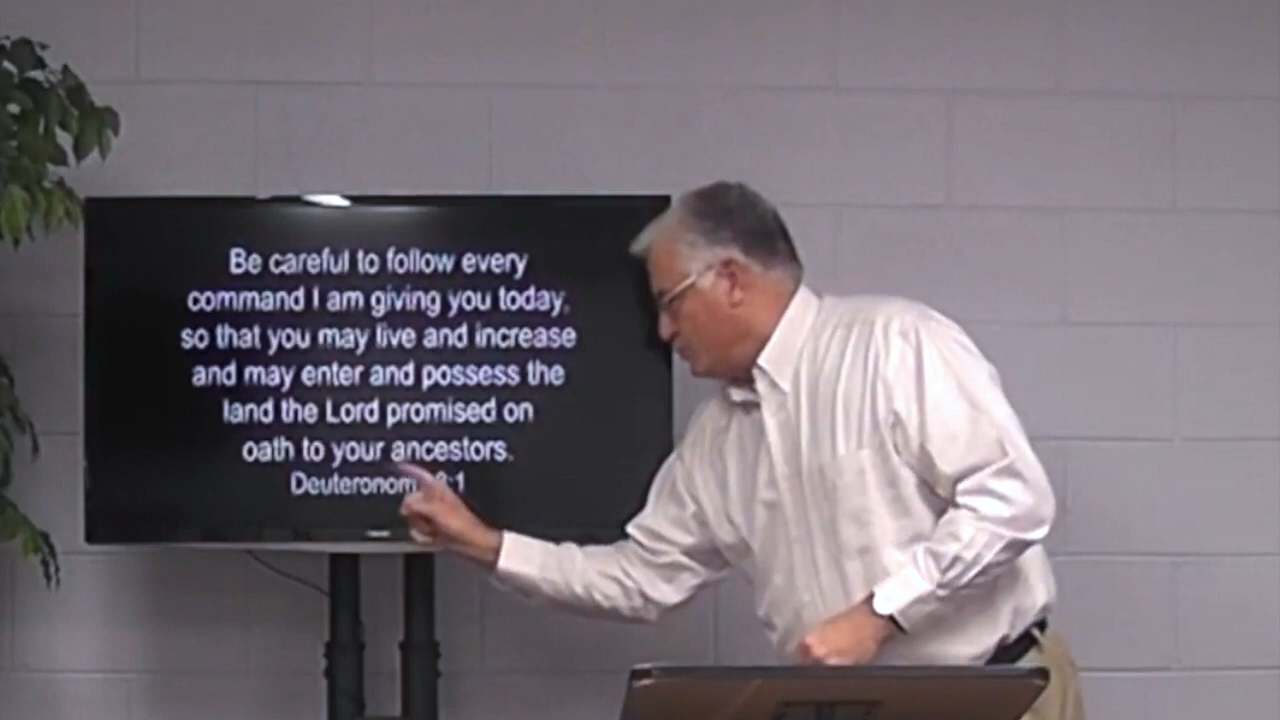 Be careful to follow every
command I am giving you today,
so that you may live and increase
and may enter and possess the
land the Lord promised on
oath to your ancestors.